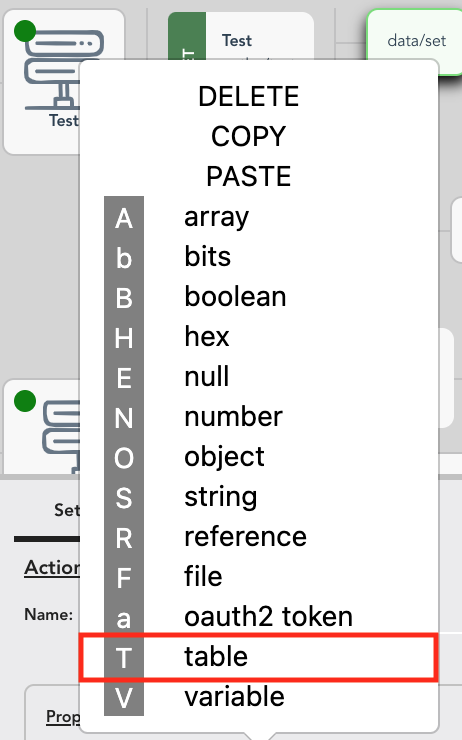 Test
data/set
Test
DELETE
COPY
PASTE
A array
b bits
B boolean
H hex
E null
N number
O object
S string
R reference
F file
a oauth2 token
T table
V variable
Set
Action
Name:
Prop